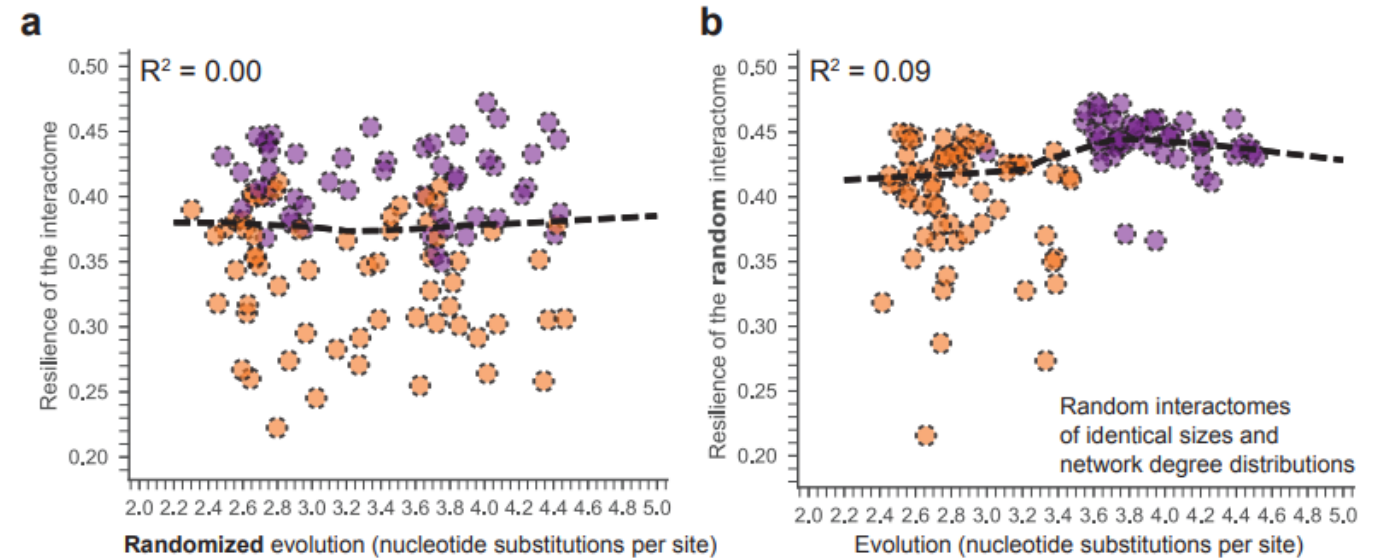 a
R² = 0.00
Resilience of the interactome
0.50
0.45
0.40
0.35
0.30
0.25
0.20
2.0 2.2 2.4 2.6 2.8 3.0 3.2 3.4 3.6 3.8 4.0 4.2 4.4 4.6 4.8 5.0
Randomized evolution (nucleotide substitutions per site)
b
R² = 0.09
Resilience of the random interactome
0.50
0.45
0.40
0.35
0.30
0.25
0.20
Random interactomes
of identical sizes and
network degree distributions
2.0 2.2 2.4 2.6 2.8 3.0 3.2 3.4 3.6 3.8 4.0 4.2 4.4 4.6 4.8 5.0
Evolution (nucleotide substitutions per site)